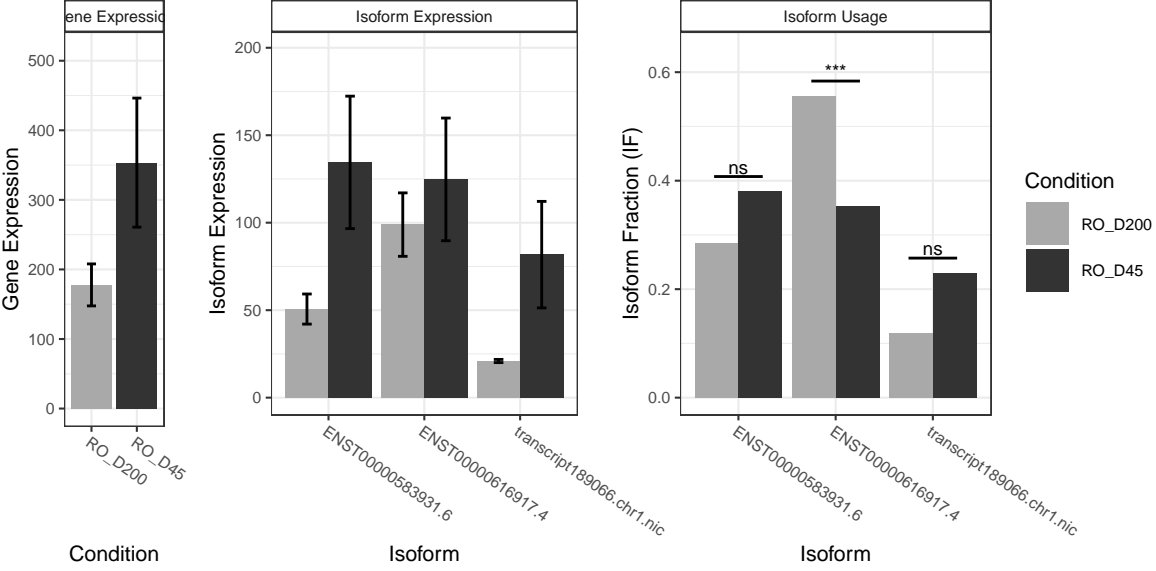 ene Expressio
Gene Expression
500
400
300
200
100
0
RO_D200
RO_D45
Condition
Isoform Expression
Isoform Expression
200
150
100
50
0
ENST00000583931.6
ENST00000616917.4
transcript189066.chr1.nic
Isoform
Isoform Usage
Isoform Fraction (IF)
0.6
0.4
0.2
0.0
ns
***
ns
ENST00000583931.6
ENST00000616917.4
transcript189066.chr1.nic
Isoform
Condition
RO_D200
RO_D45